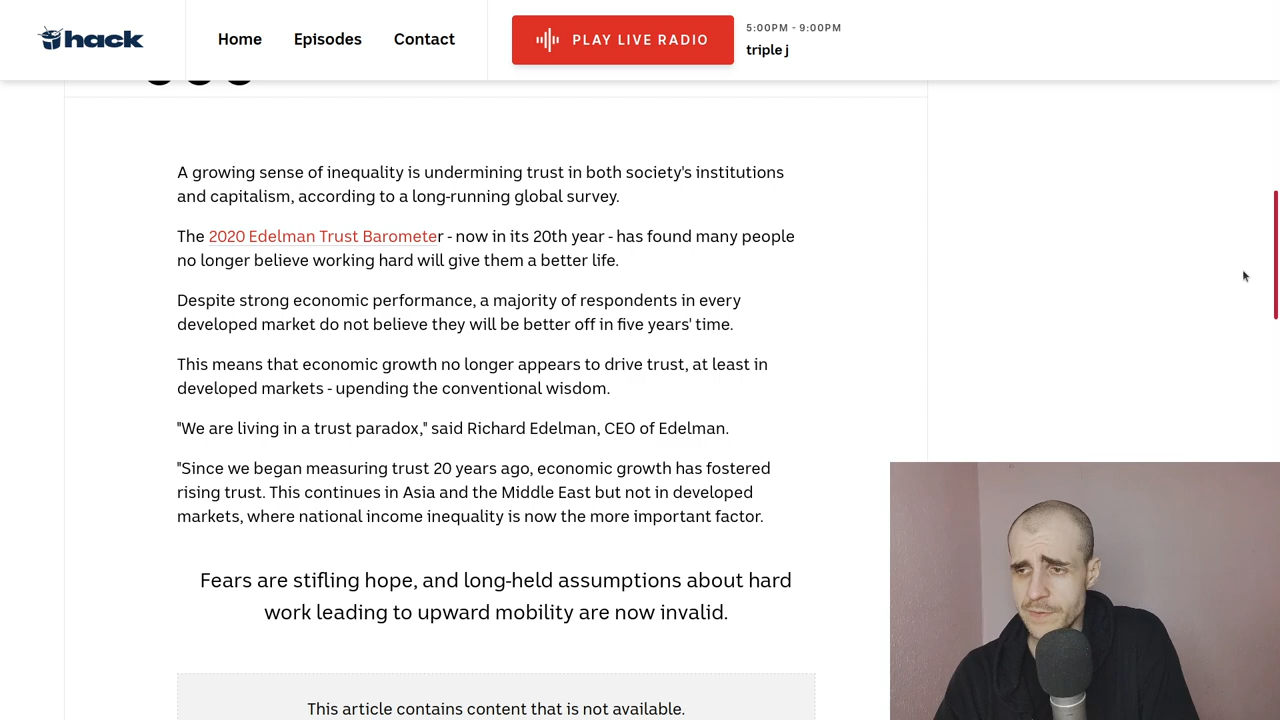 hack
Home
Episodes
Contact
PLAY LIVE RADIO
5:00PM - 9:00PM
triple j
A growing sense of inequality is undermining trust in both society's institutions
and capitalism, according to a long-running global survey.
The 2020 Edelman Trust Barometer - now in its 20th year - has found many people
no longer believe working hard will give them a better life.
Despite strong economic performance, a majority of respondents in every
developed market do not believe they will be better off in five years' time.
This means that economic growth no longer appears to drive trust, at least in
developed markets - upending the conventional wisdom.
"We are living in a trust paradox," said Richard Edelman, CEO of Edelman.
"Since we began measuring trust 20 years ago, economic growth has fostered
rising trust. This continues in Asia and the Middle East but not in developed
markets, where national income inequality is now the more important factor.
Fears are stifling hope, and long-held assumptions about hard
work leading to upward mobility are now invalid.
This article contains content that is not available.